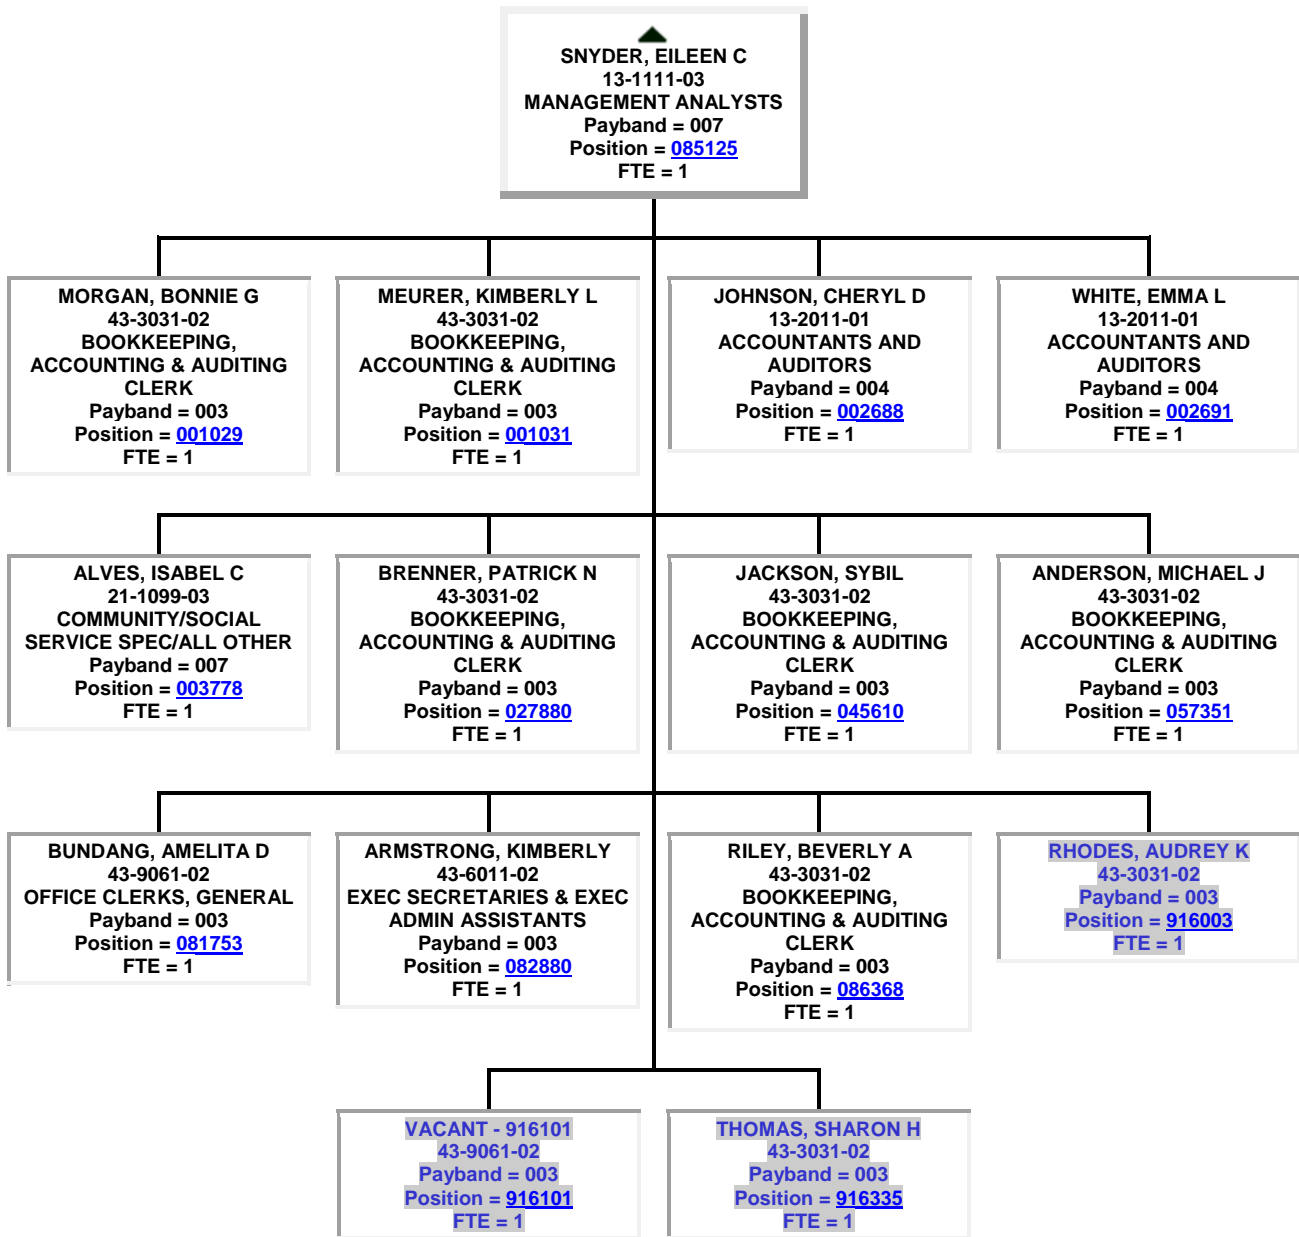 SNYDER, EILEEN C
13-1111-03
MANAGEMENT ANALYSTS
Payband = 007
Position = 085125
FTE = 1
MORGAN, BONNIE G
43-3031-02
BOOKKEEPING,
ACCOUNTING & AUDITING
CLERK
Payband = 003
Position = 001029
FTE = 1
MEURER, KIMBERLY L
43-3031-02
BOOKKEEPING,
ACCOUNTING & AUDITING
CLERK
Payband = 003
Position = 001031
FTE = 1
JOHNSON, CHERYL D
13-2011-01
ACCOUNTANTS AND
AUDITORS
Payband = 004
Position = 002688
FTE = 1
WHITE, EMMA L
13-2011-01
ACCOUNTANTS AND
AUDITORS
Payband = 004
Position = 002691
FTE = 1
ALVES, ISABEL C
21-1099-03
COMMUNITY/SOCIAL
SERVICE SPEC/ALL OTHER
Payband = 007
Position = 003778
FTE = 1
BRENNER, PATRICK N
43-3031-02
BOOKKEEPING,
ACCOUNTING & AUDITING
CLERK
Payband = 003
Position = 027880
FTE = 1
JACKSON, SYBIL
43-3031-02
BOOKKEEPING,
ACCOUNTING & AUDITING
CLERK
Payband = 003
Position = 045610
FTE = 1
ANDERSON, MICHAEL J
43-3031-02
BOOKKEEPING,
ACCOUNTING & AUDITING
CLERK
Payband = 003
Position = 057351
FTE = 1
BUNDANG, AMELITA D
43-9061-02
OFFICE CLERKS, GENERAL
Payband = 003
Position = 081753
FTE = 1
ARMSTRONG, KIMBERLY
43-6011-02
EXEC SECRETARIES & EXEC
ADMIN ASSISTANTS
Payband = 003
Position = 082880
FTE = 1
RILEY, BEVERLY A
43-3031-02
BOOKKEEPING,
ACCOUNTING & AUDITING
CLERK
Payband = 003
Position = 086368
FTE = 1
RHODES, AUDREY K
43-3031-02
Payband = 003
Position = 916003
FTE = 1
VACANT - 916101
43-9061-02
Payband = 003
Position = 916101
FTE = 1
THOMAS, SHARON H
43-3031-02
Payband = 003
Position = 916335
FTE = 1